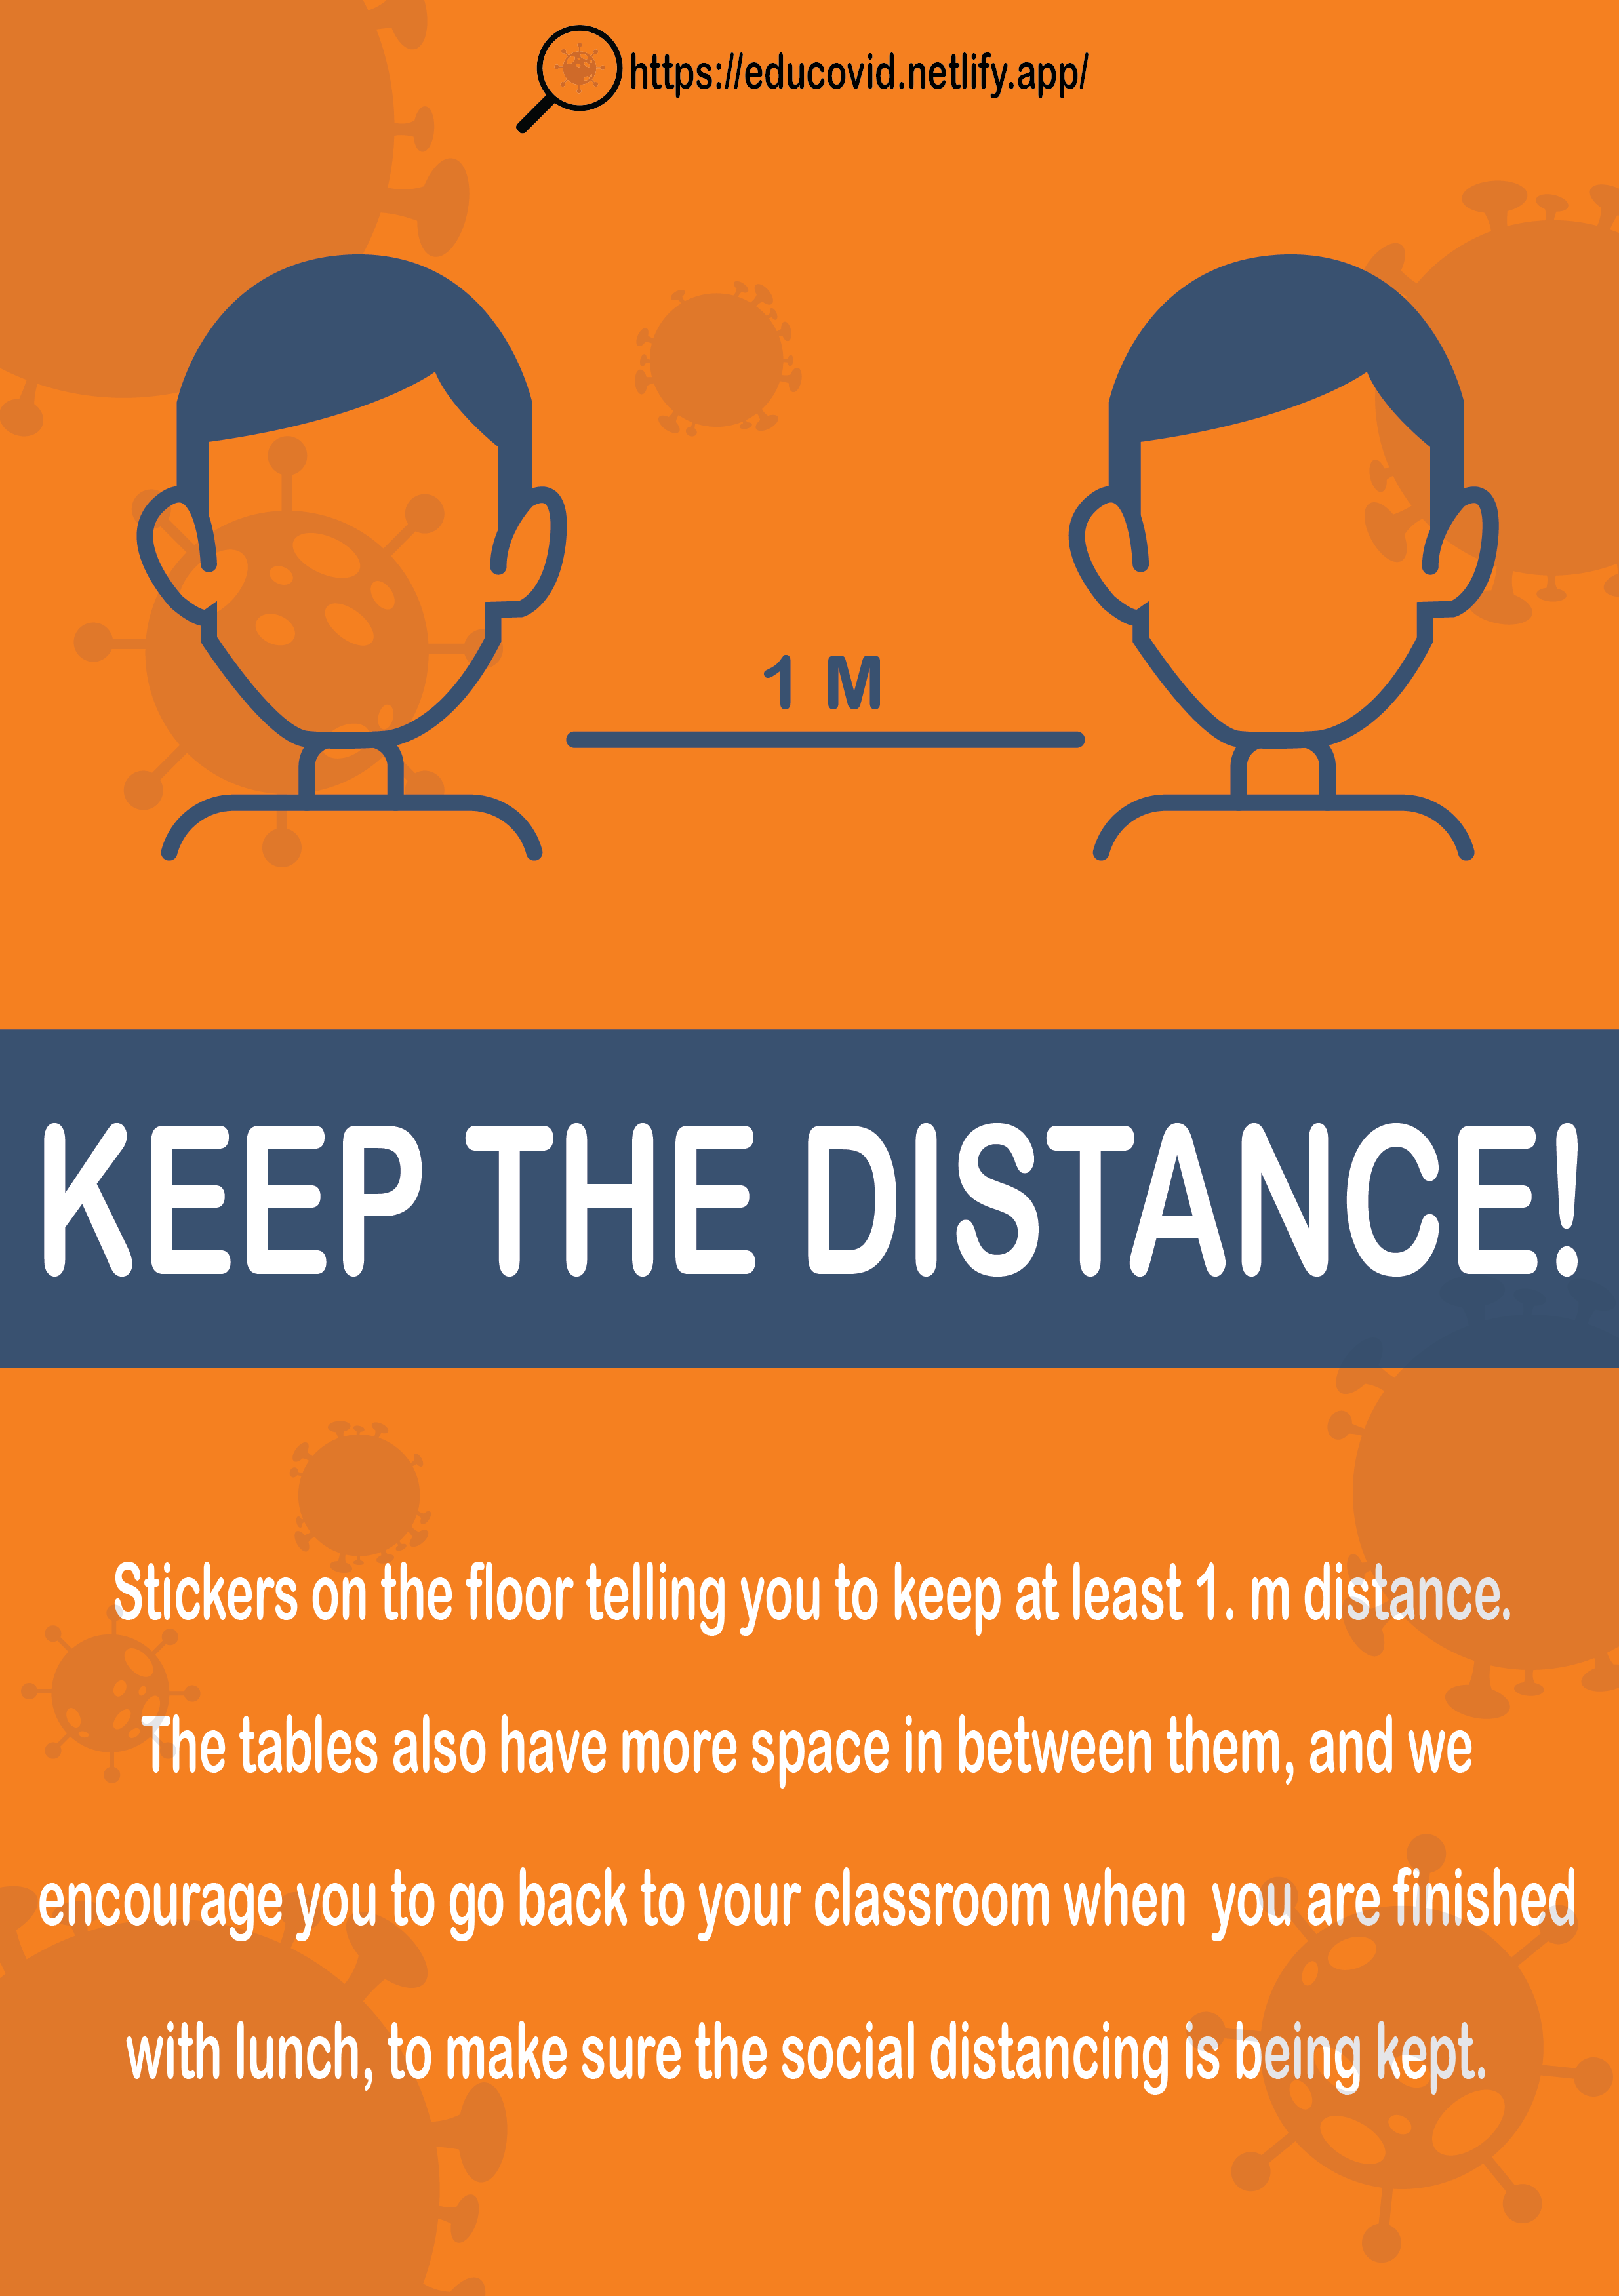 https://educovid.netlify.app/
1 M
KEEP THE DISTANCE!
Stickers on the floor telling you to keep at least 1. m distance.
The tables also have more space in between them, and we
encourage you to go back to your classroom when  you are finished
with lunch, to make sure the social distancing is being kept.